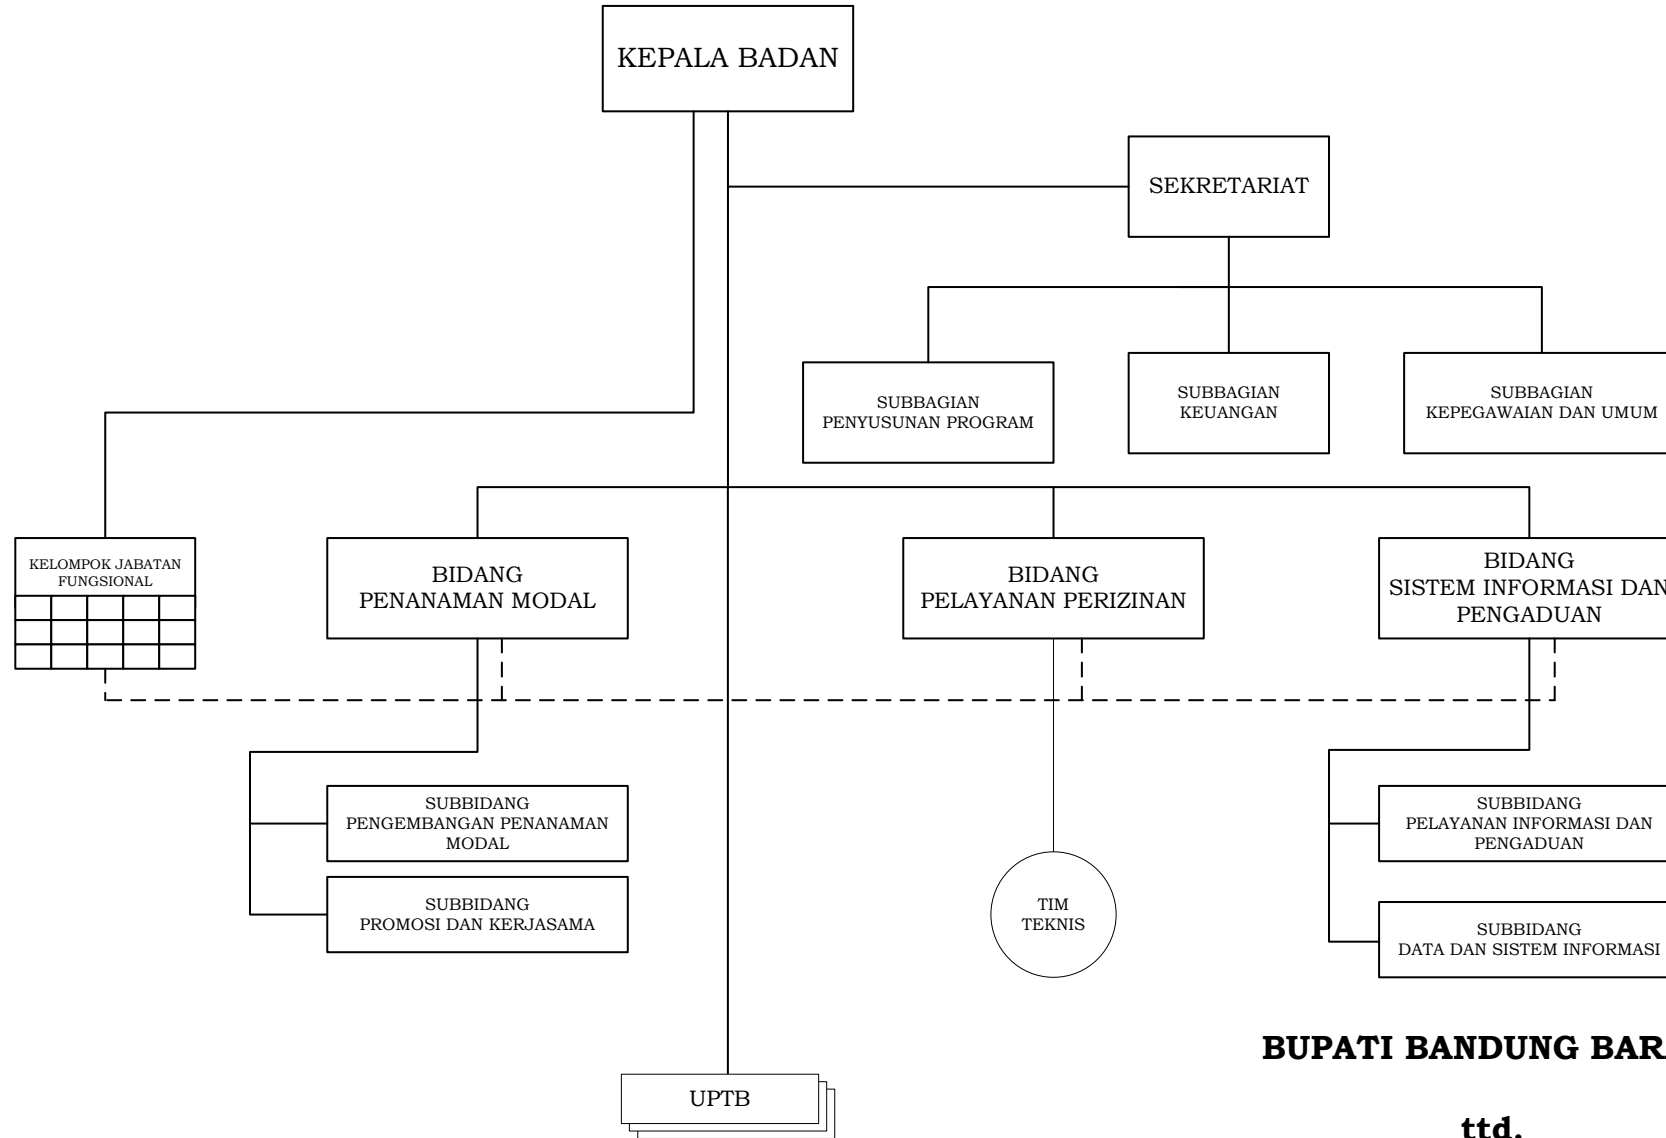 KEPALA BADAN
SEKRETARIAT
SUBBAGIAN
PENYUSUNAN PROGRAM
SUBBAGIAN
KEUANGAN
SUBBAGIAN
KEPEGAWAIAN DAN UMUM
KELOMPOK JABATAN
FUNGSIONAL
BIDANG
PENANAMAN MODAL
BIDANG
PELAYANAN PERIZINAN
BIDANG
SISTEM INFORMASI DAN
PENGADUAN
SUBBIDANG
PENGEMBANGAN PENANAMAN
MODAL
SUBBIDANG
PROMOSI DAN KERJASAMA
TIM
TEKNIS
SUBBIDANG
PELAYANAN INFORMASI DAN
PENGADUAN
SUBBIDANG
DATA DAN SISTEM INFORMASI
UPTB
BUPATI BANDUNG BARA
ttd.